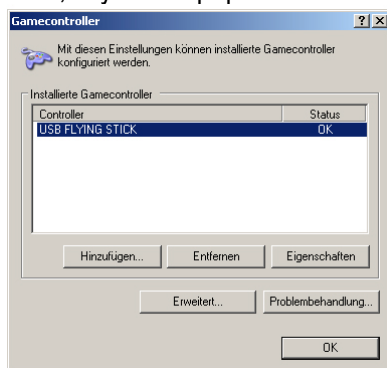 Gamecontroller
Mit diesen Einstellungen können installierte Gamecontroller
konfiguriert werden.
Installierte Gamecontroller
Controller Status
USB FLYING STICK OK
Hinzufügen... Entfernen Eigenschaften
Erweitert... Problembehandlung...
OK